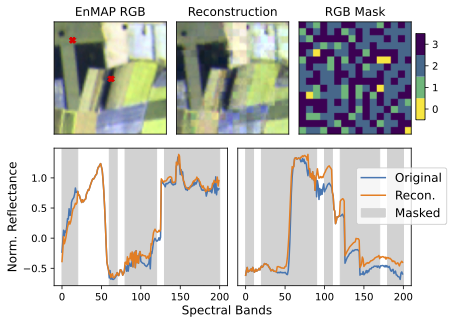 EnMAP RGB
Reconstruction
RGB Mask
3
2
1
0
Norm. Reflectance
1.0
0.5
0.0
−0.5
Original
Recon.
Masked
0 50 100 150 200
0 50 100 150 200
Spectral Bands